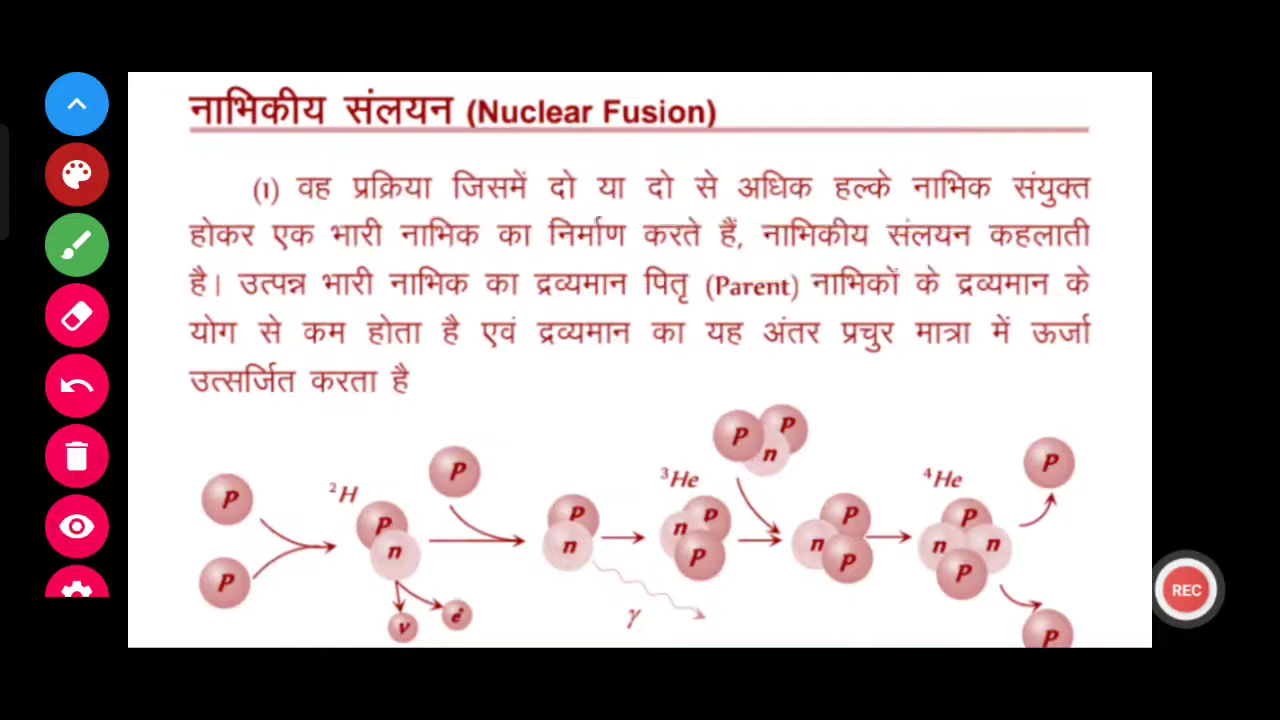 नाभिकीय संलयन (Nuclear Fusion)
(1) वह प्रक्रिया जिसमें दो या दो से अधिक हल्के नाभिक संयुक्त
होकर एक भारी नाभिक का निर्माण करते हैं, नाभिकीय संलयन कहलाती
है। उत्पन्न भारी नाभिक का द्रव्यमान पितृ (Parent) नाभिकों के द्रव्यमान के
योग से कम होता है एवं द्रव्यमान का यह अंतर प्रचुर मात्रा में ऊर्जा
उत्सर्जित करता है
P
P
²H
P
n
ν
P
P
n
γ
³He
n
P
P
P
P
n
P
n
P
⁴He
P
n
n
P
P
P
REC